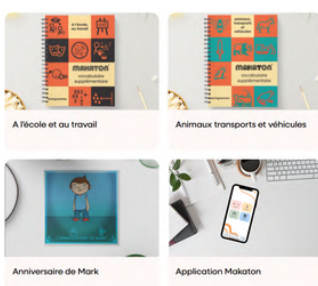 À l'école,
au travail
MAKATON
vocabulaire
supplémentaire
animaux,
transports
et
véhicules
MAKATON
vocabulaire
supplémentaire
A l'école et au travail
Animaux transports et véhicules
Anniversaire de Mark
Application Makaton